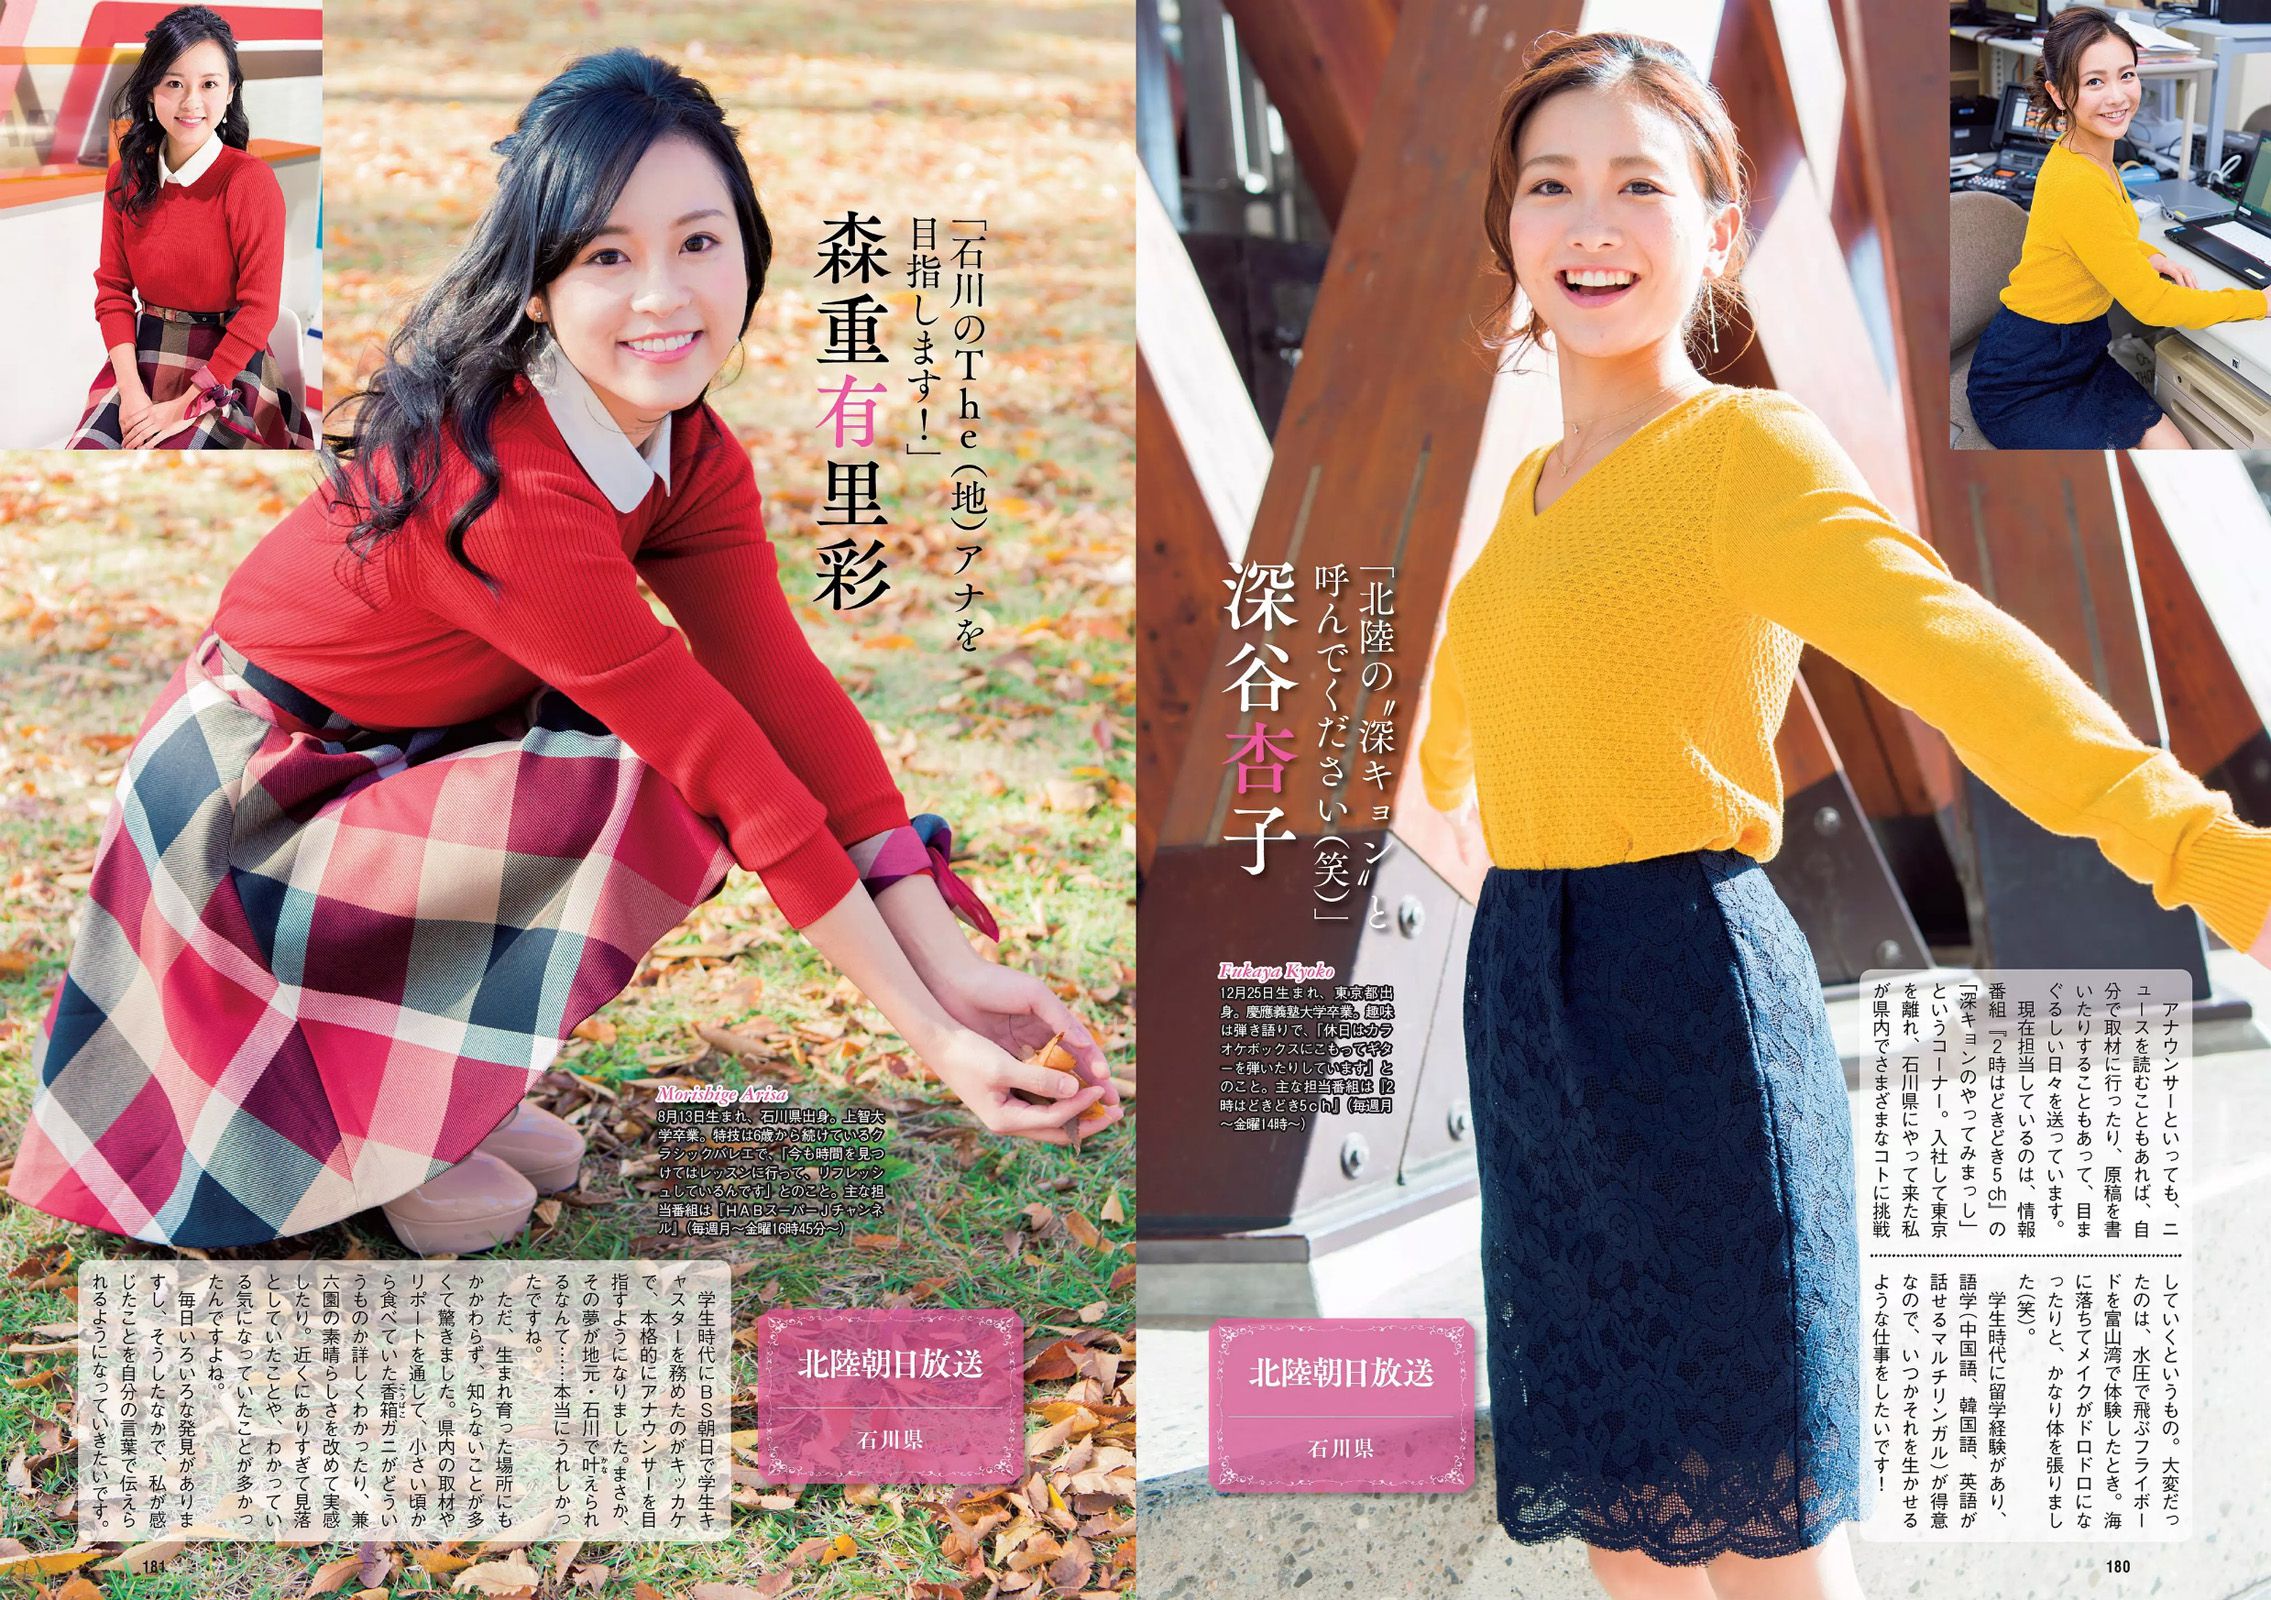 「北陸の〝深キョン〟と
呼んでください(笑)」
深谷杏子
Fukaya Kyoko
12月25日生まれ、東京都出
身。慶應義塾大学卒業。趣味
は弾き語りで、「休日はカラ
オケボックスにこもってギタ
ーを弾いたりしています」と
のこと。主な担当番組は『2
時はどきどき5ch』(毎週月
〜金曜14時〜)
アナウンサーといっても、ニ
ュースを読むこともあれば、自
分で取材に行ったり、原稿を書
いたりすることもあって、目ま
ぐるしい日々を送っています。
現在担当しているのは、情報
番組『2時はどきどき5ch』の
「深キョンのやってみまっし」
というコーナー。入社して東京
を離れ、石川県にやって来た私
が県内でさまざまなコトに挑戦
していくというもの。大変だっ
たのは、水圧で飛ぶフライボー
ドを富山湾で体験したとき。海
に落ちてメイクがドロドロにな
ったりと、かなり体を張りまし
た(笑)。
学生時代に留学経験があり、
語学(中国語、韓国語、英語が
話せるマルチリンガル)が得意
なので、いつかそれを生かせる
ような仕事をしたいです!
北陸朝日放送
石川県
180
「石川のThe(地)アナを
目指します!」
森重有里彩
Morishige Arisa
8月13日生まれ、石川県出身。上智大
学卒業。特技は6歳から続けているク
ラシックバレエで、「今も時間を見つ
けてはレッスンに行って、リフレッシ
ュしているんです」とのこと。主な担
当番組は『HABスーパーJチャンネ
ル』(毎週月〜金曜16時45分〜)
北陸朝日放送
石川県
学生時代にBS朝日で学生キ
ャスターを務めたのがキッカケ
で、本格的にアナウンサーを目
指すようになりました。まさか、
その夢が地元・石川で叶えられ
かな
るなんて……本当にうれしかっ
たですね。
ただ、生まれ育った場所にも
かかわらず、知らないことが多
くて驚きました。県内の取材や
リポートを通して、小さい頃か
ら食べていた香箱ガニがどうい
こうばこ
うものか詳しくわかったり、兼
六園の素晴らしさを改めて実感
したり。近くにありすぎて見落
としていたことや、わかってい
る気になっていたことが多かっ
たんですよね。
毎日いろいろな発見がありま
すし、そうしたなかで、私が感
じたことを自分の言葉で伝えら
れるようになっていきたいです。
181